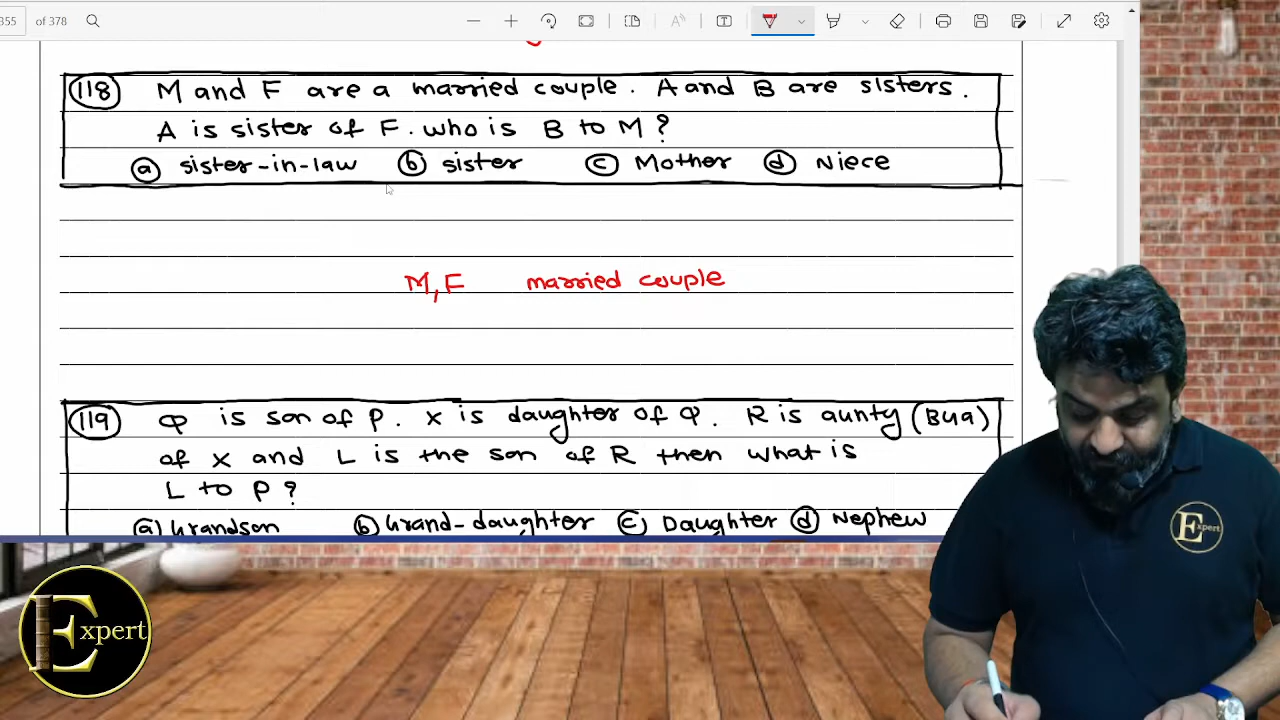 355 of 378
(118) M and F are a married couple. A and B are sisters.
A is sister of F. who is B to M?
(a) sister-in-law (b) sister (c) Mother (d) Niece
M, F married couple
(119) Q is son of P. X is daughter of Q. R is aunty (Bua)
of X and L is the son of R then what is
L to P?
(a) Grandson (b) Grand-daughter (c) Daughter (d) Nephew
Expert
Expert